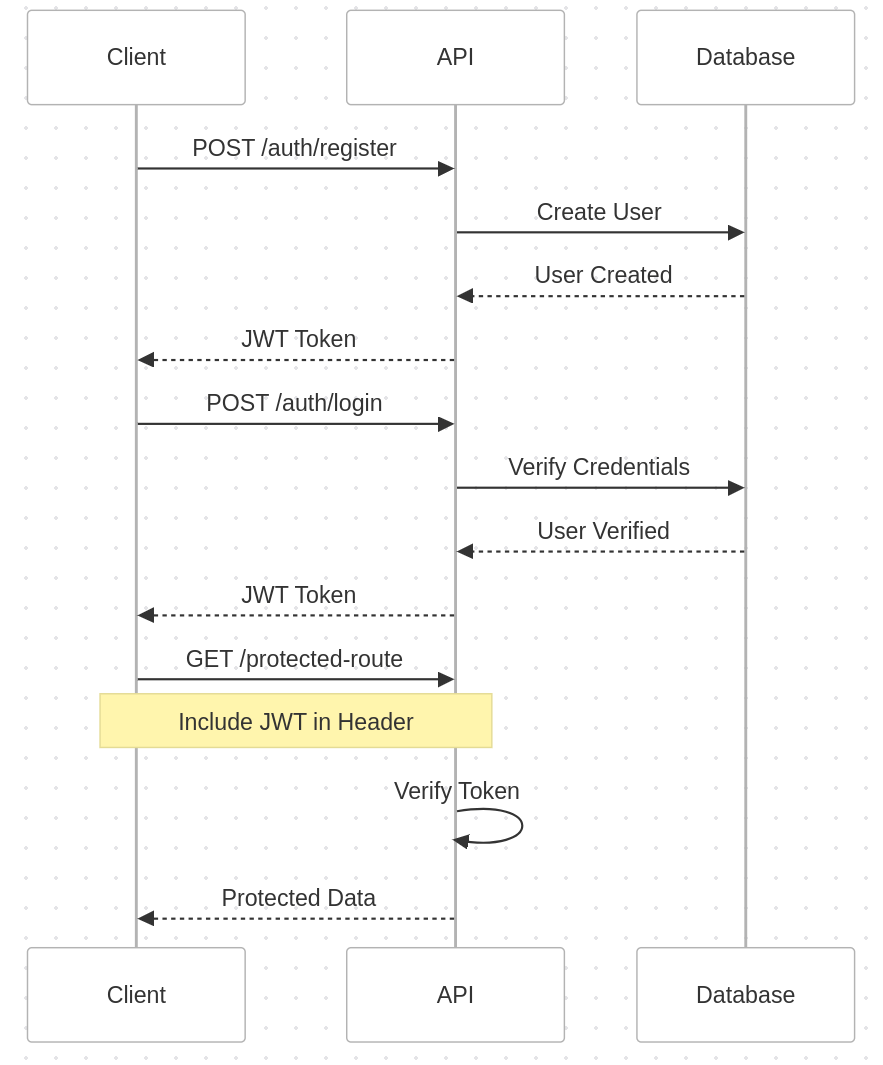 Client
API
Database
POST /auth/register
Create User
User Created
JWT Token
POST /auth/login
Verify Credentials
User Verified
JWT Token
GET /protected-route
Include JWT in Header
Verify Token
Protected Data
Client
API
Database